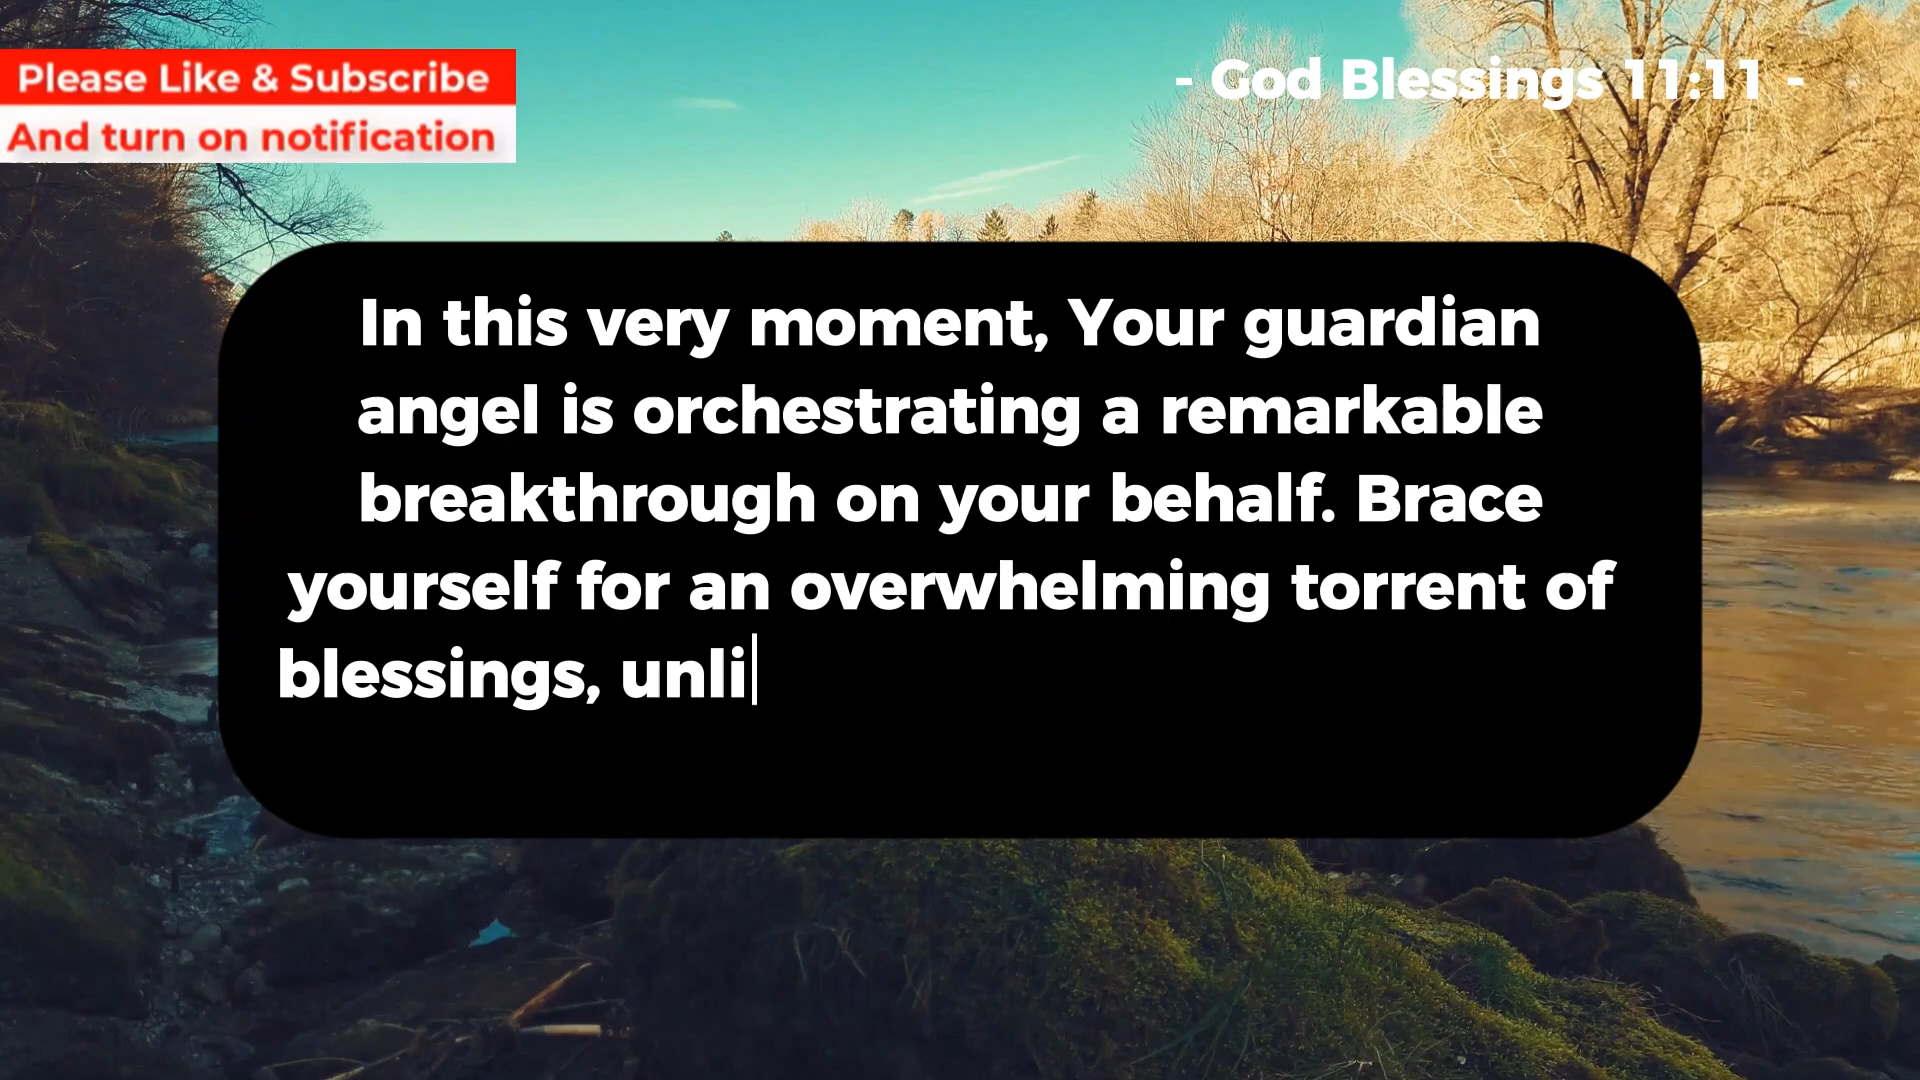 Please Like & Subscribe
And turn on notification
- God Blessings 11:11 -
In this very moment, Your guardian
angel is orchestrating a remarkable
breakthrough on your behalf. Brace
yourself for an overwhelming torrent of
blessings, unli